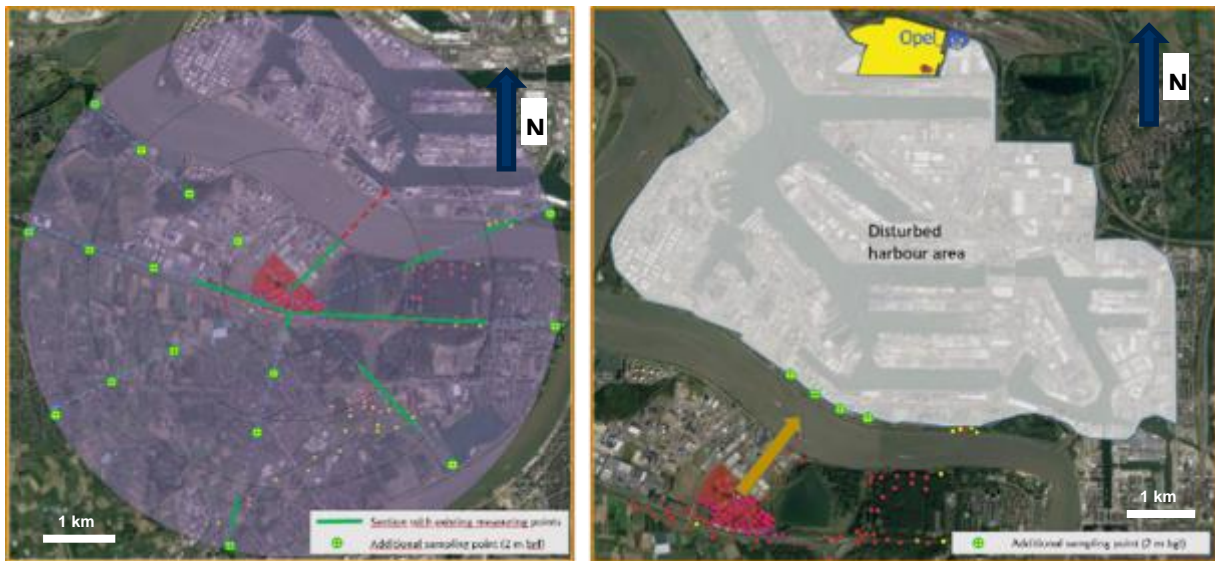 N
1 km
Section with existing measuring points
Additional sampling point (2 m bgl)
Opel
N
Disturbed
harbour area
1 km
Additional sampling point (2 m bgl)